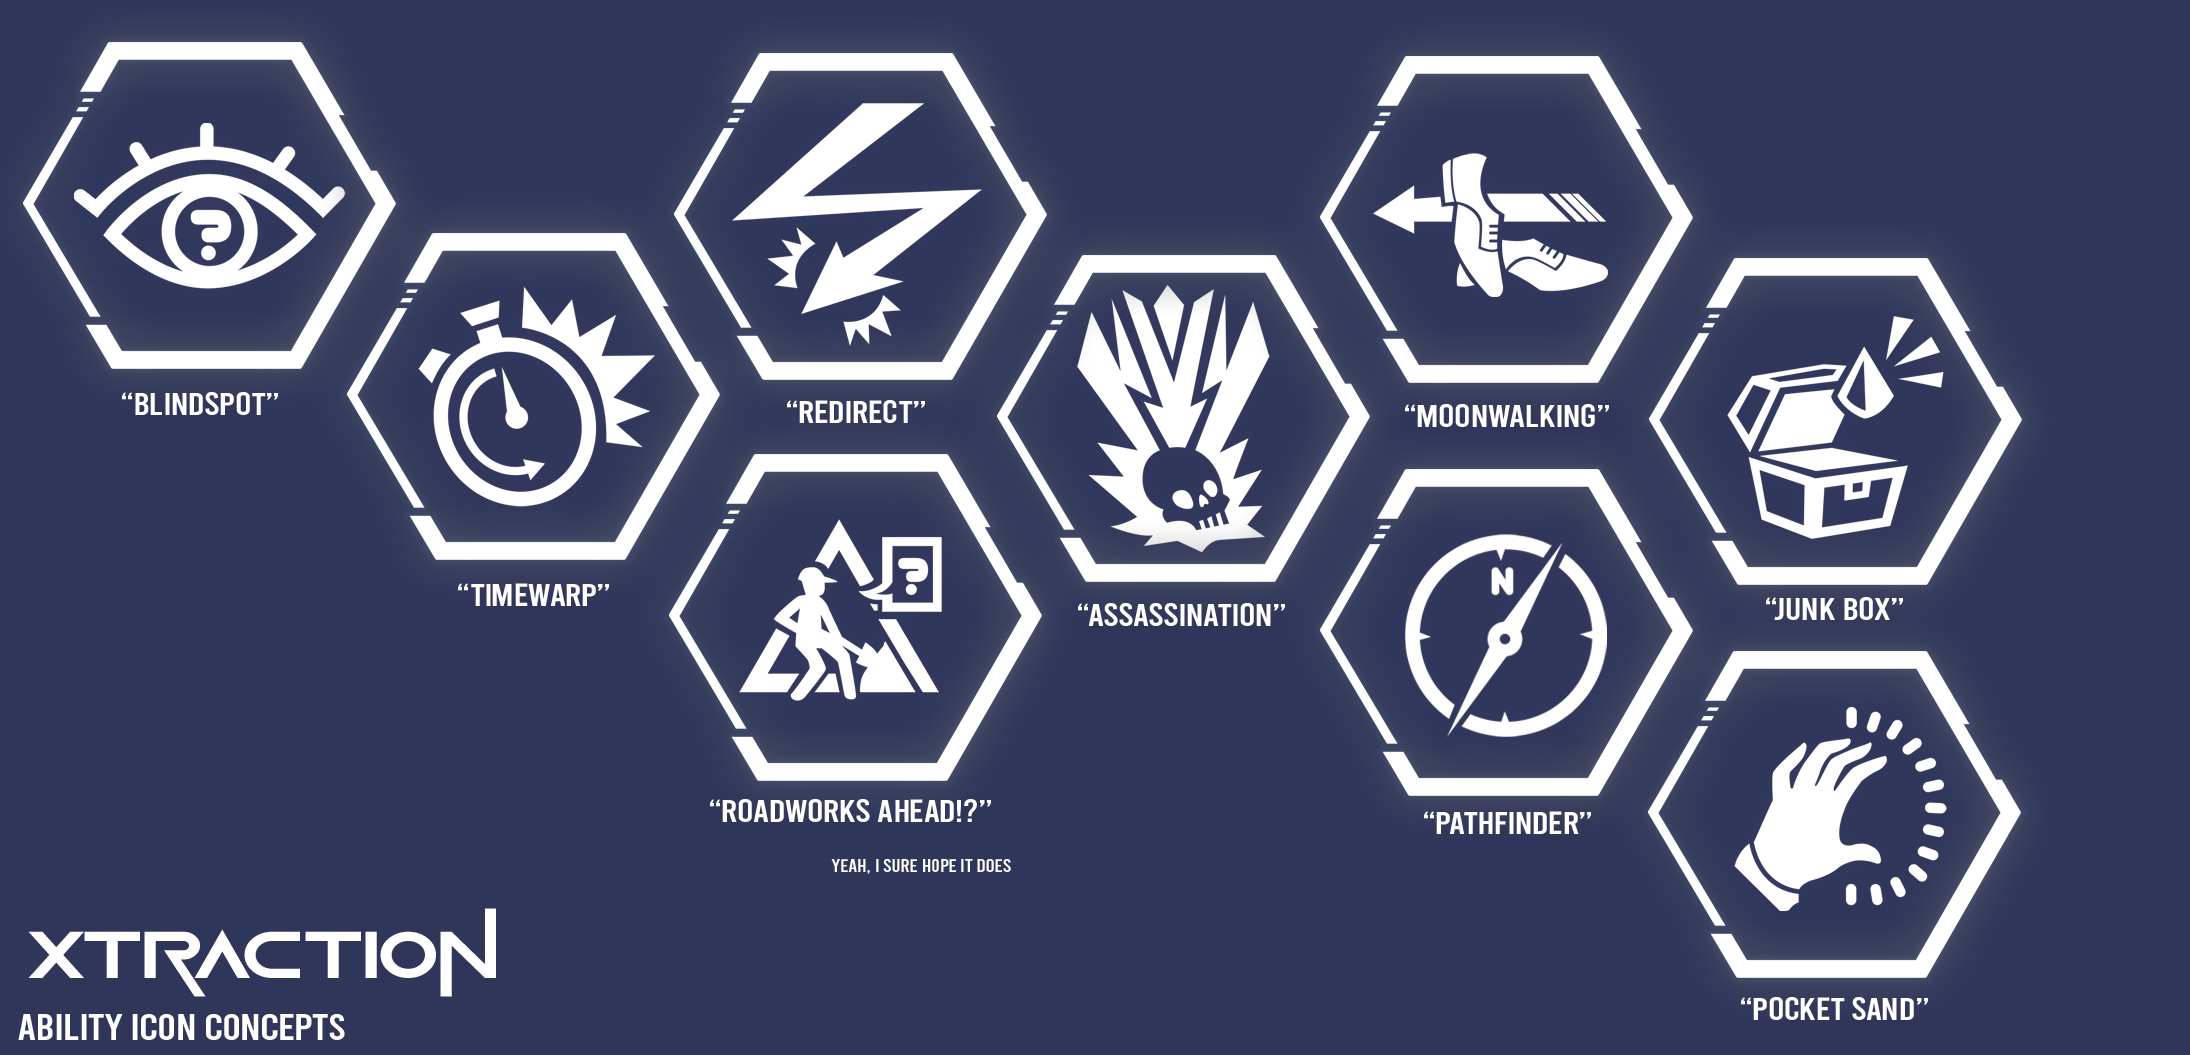 “BLINDSPOT”
“TIMEWARP”
“REDIRECT”
“ROADWORKS AHEAD!?”
YEAH, I SURE HOPE IT DOES
“ASSASSINATION”
“MOONWALKING”
N
“PATHFINDER”
“JUNK BOX”
“POCKET SAND”
XTRACTION
ABILITY ICON CONCEPTS